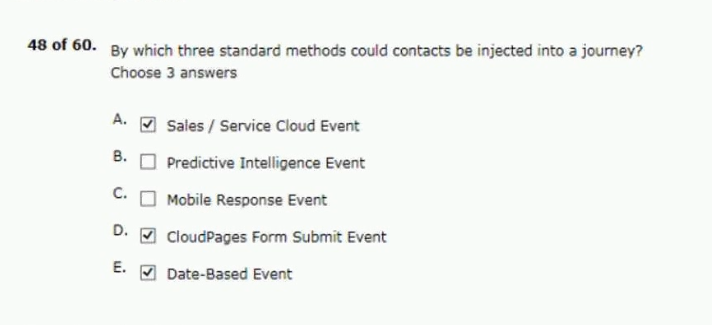 48 of 60. By which three standard methods could contacts be injected into a journey?
Choose 3 answers
A. Sales / Service Cloud Event
B. Predictive Intelligence Event
C. Mobile Response Event
D. CloudPages Form Submit Event
E. Date-Based Event